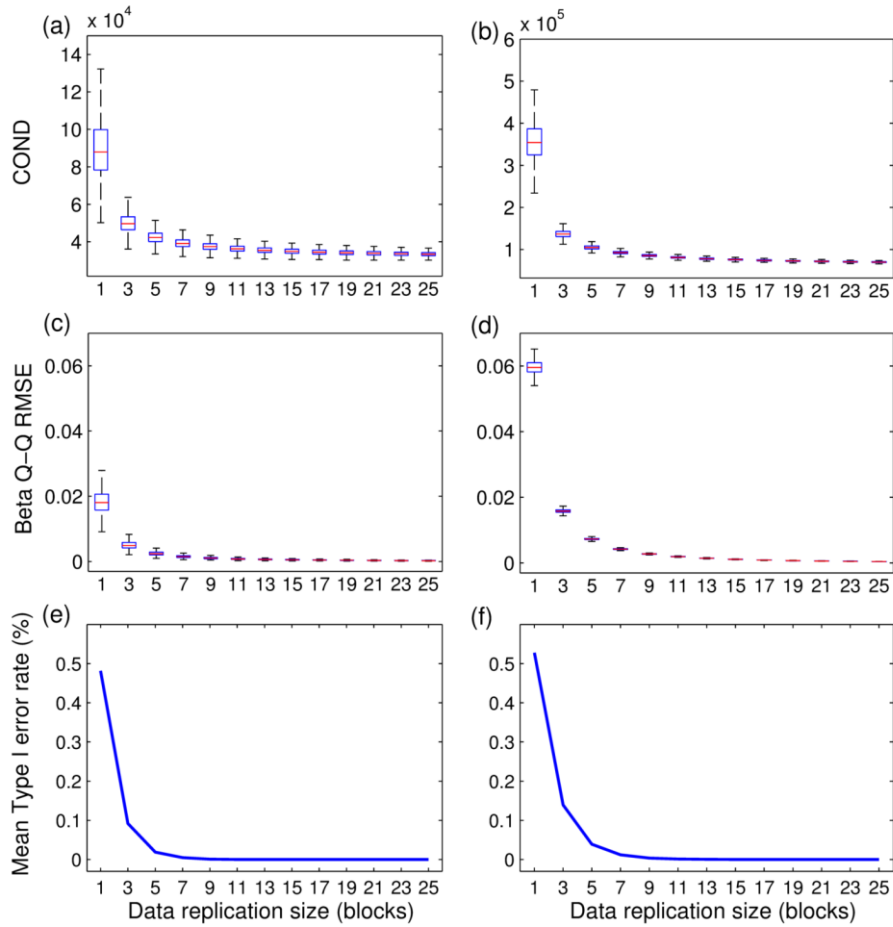 (a)
x 10⁴
14
12
10
8
6
4
COND
1 3 5 7 9 11 13 15 17 19 21 23 25
(b)
x 10⁵
6
5
4
3
2
1
1 3 5 7 9 11 13 15 17 19 21 23 25
(c)
0.06
0.04
0.02
0
Beta Q−Q RMSE
1 3 5 7 9 11 13 15 17 19 21 23 25
(d)
0.06
0.04
0.02
0
1 3 5 7 9 11 13 15 17 19 21 23 25
(e)
0.5
0.4
0.3
0.2
0.1
0
Mean Type I error rate (%)
1 3 5 7 9 11 13 15 17 19 21 23 25
Data replication size (blocks)
(f)
0.5
0.4
0.3
0.2
0.1
0
1 3 5 7 9 11 13 15 17 19 21 23 25
Data replication size (blocks)